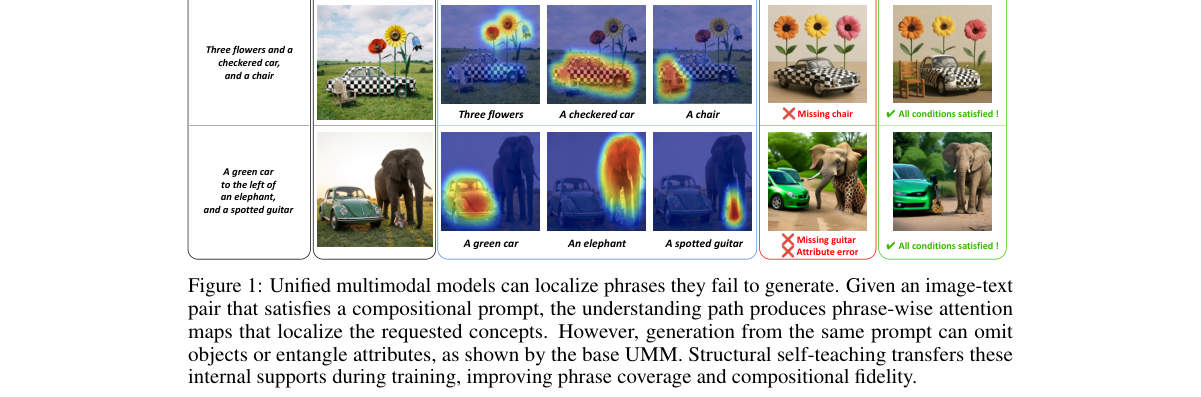 Three flowers and a
checkered car,
and a chair
Three flowers
A checkered car
A chair
❌ Missing chair
✔ All conditions satisfied !
A green car
to the left of
an elephant,
and a spotted guitar
A green car
An elephant
A spotted guitar
❌ Missing guitar
❌ Attribute error
✔ All conditions satisfied !
Figure 1: Unified multimodal models can localize phrases they fail to generate. Given an image-text
pair that satisfies a compositional prompt, the understanding path produces phrase-wise attention
maps that localize the requested concepts. However, generation from the same prompt can omit
objects or entangle attributes, as shown by the base UMM. Structural self-teaching transfers these
internal supports during training, improving phrase coverage and compositional fidelity.